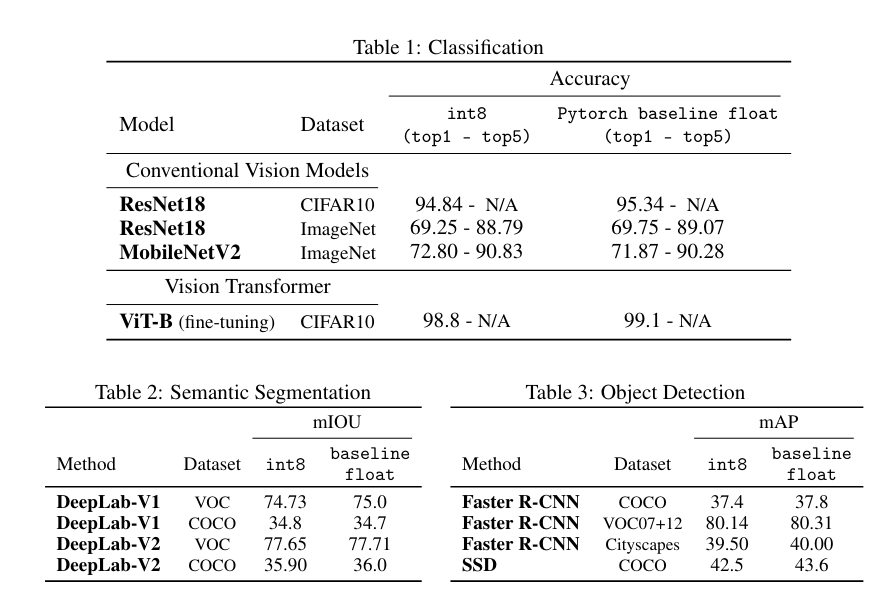 Table 1: Classification
Accuracy
Model Dataset int8 (top1 - top5) Pytorch baseline float (top1 - top5)
Conventional Vision Models
ResNet18 CIFAR10 94.84 - N/A 95.34 - N/A
ResNet18 ImageNet 69.25 - 88.79 69.75 - 89.07
MobileNetV2 ImageNet 72.80 - 90.83 71.87 - 90.28
Vision Transformer
ViT-B (fine-tuning) CIFAR10 98.8 - N/A 99.1 - N/A
Table 2: Semantic Segmentation
mIOU
Method Dataset int8 baseline float
DeepLab-V1 VOC 74.73 75.0
DeepLab-V1 COCO 34.8 34.7
DeepLab-V2 VOC 77.65 77.71
DeepLab-V2 COCO 35.90 36.0
Table 3: Object Detection
mAP
Method Dataset int8 baseline float
Faster R-CNN COCO 37.4 37.8
Faster R-CNN VOC07+12 80.14 80.31
Faster R-CNN Cityscapes 39.50 40.00
SSD COCO 42.5 43.6